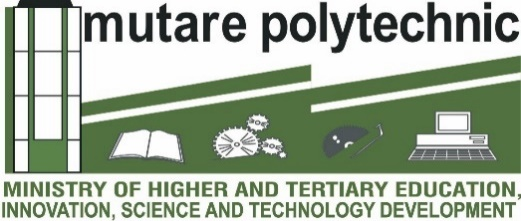 mutare polytechnic
MINISTRY OF HIGHER AND TERTIARY EDUCATION,
INNOVATION, SCIENCE AND TECHNOLOGY DEVELOPMENT